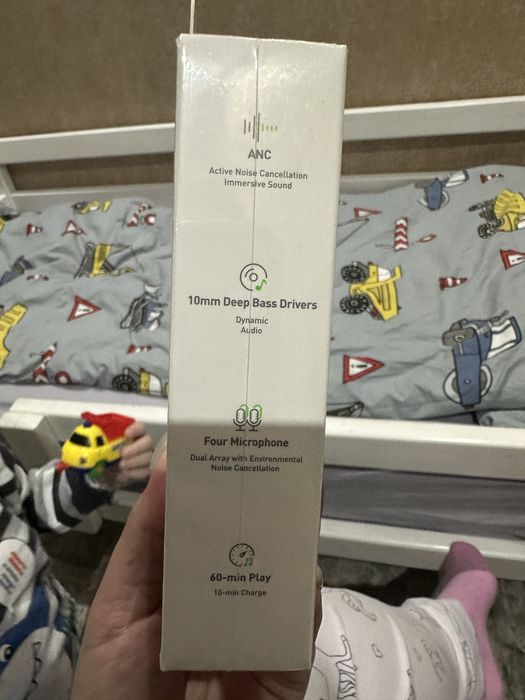 ANC
Active Noise Cancellation
Immersive Sound
10mm Deep Bass Drivers
Dynamic
Audio
Four Microphone
Dual Array with Environmental
Noise Cancellation
60-min Play
10-min Charge